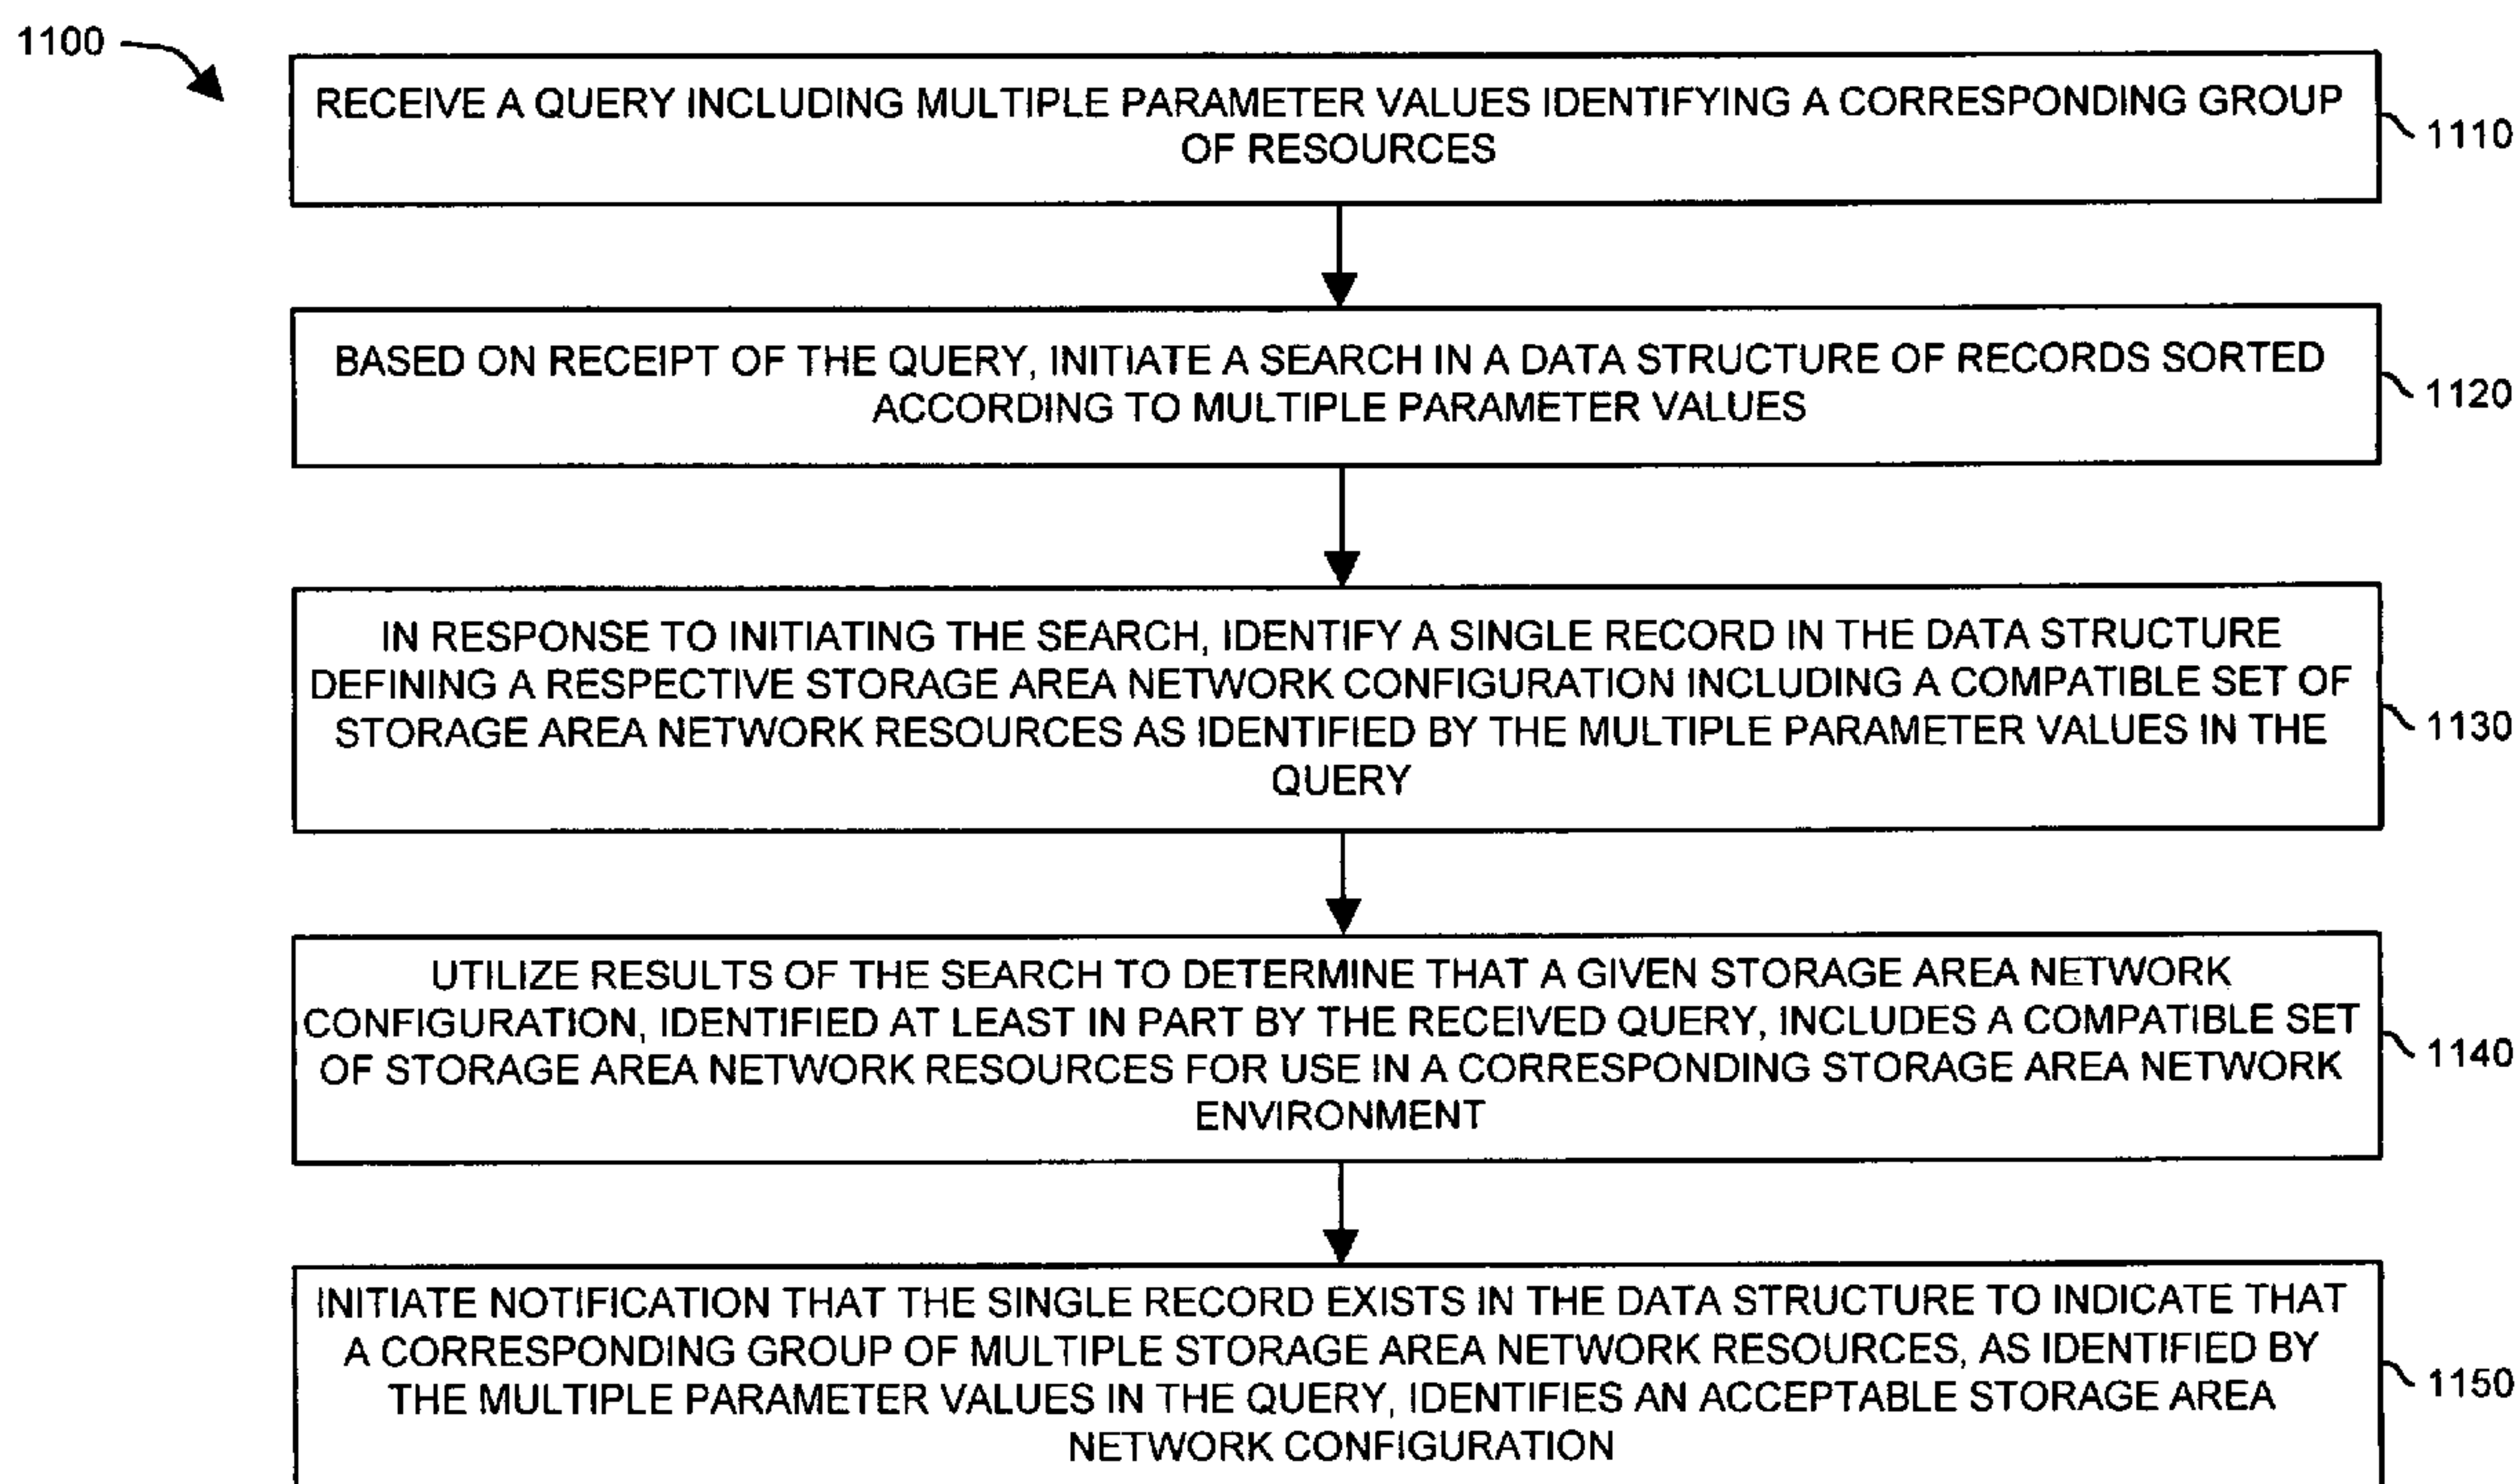 1100
RECEIVE A QUERY INCLUDING MULTIPLE PARAMETER VALUES IDENTIFYING A CORRESPONDING GROUP
OF RESOURCES
1110
BASED ON RECEIPT OF THE QUERY, INITIATE A SEARCH IN A DATA STRUCTURE OF RECORDS SORTED
ACCORDING TO MULTIPLE PARAMETER VALUES
1120
IN RESPONSE TO INITIATING THE SEARCH, IDENTIFY A SINGLE RECORD IN THE DATA STRUCTURE
DEFINING A RESPECTIVE STORAGE AREA NETWORK CONFIGURATION INCLUDING A COMPATIBLE SET OF
STORAGE AREA NETWORK RESOURCES AS IDENTIFIED BY THE MULTIPLE PARAMETER VALUES IN THE
QUERY
1130
UTILIZE RESULTS OF THE SEARCH TO DETERMINE THAT A GIVEN STORAGE AREA NETWORK
CONFIGURATION, IDENTIFIED AT LEAST IN PART BY THE RECEIVED QUERY, INCLUDES A COMPATIBLE SET
OF STORAGE AREA NETWORK RESOURCES FOR USE IN A CORRESPONDING STORAGE AREA NETWORK
ENVIRONMENT
1140
INITIATE NOTIFICATION THAT THE SINGLE RECORD EXISTS IN THE DATA STRUCTURE TO INDICATE THAT
A CORRESPONDING GROUP OF MULTIPLE STORAGE AREA NETWORK RESOURCES, AS IDENTIFIED BY
THE MULTIPLE PARAMETER VALUES IN THE QUERY, IDENTIFIES AN ACCEPTABLE STORAGE AREA
NETWORK CONFIGURATION
1150